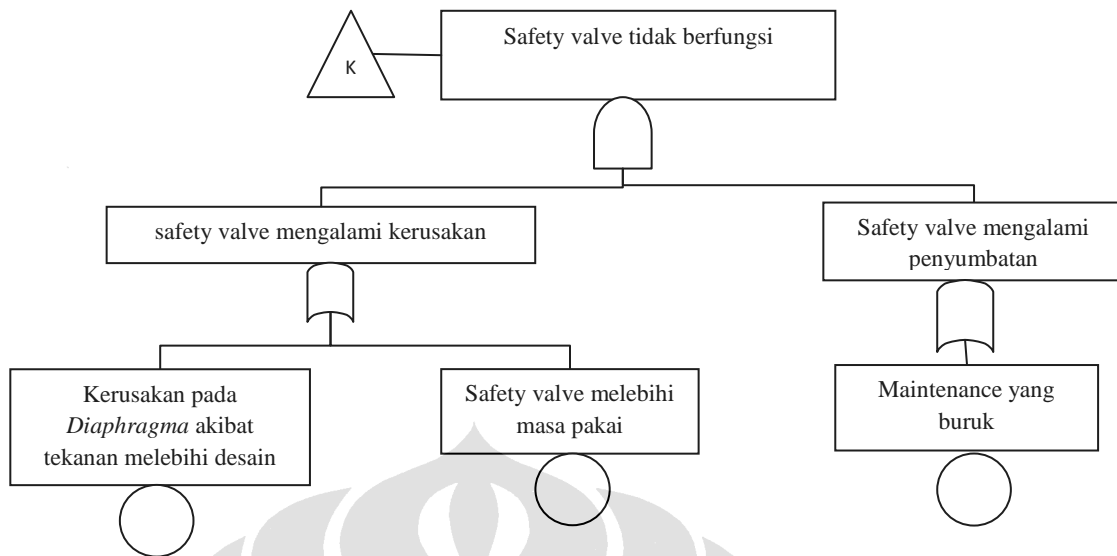 Safety valve tidak berfungsi
K
safety valve mengalami kerusakan
Safety valve mengalami
penyumbatan
Kerusakan pada
Diaphragma akibat
tekanan melebihi desain
Safety valve melebihi
masa pakai
Maintenance yang
buruk